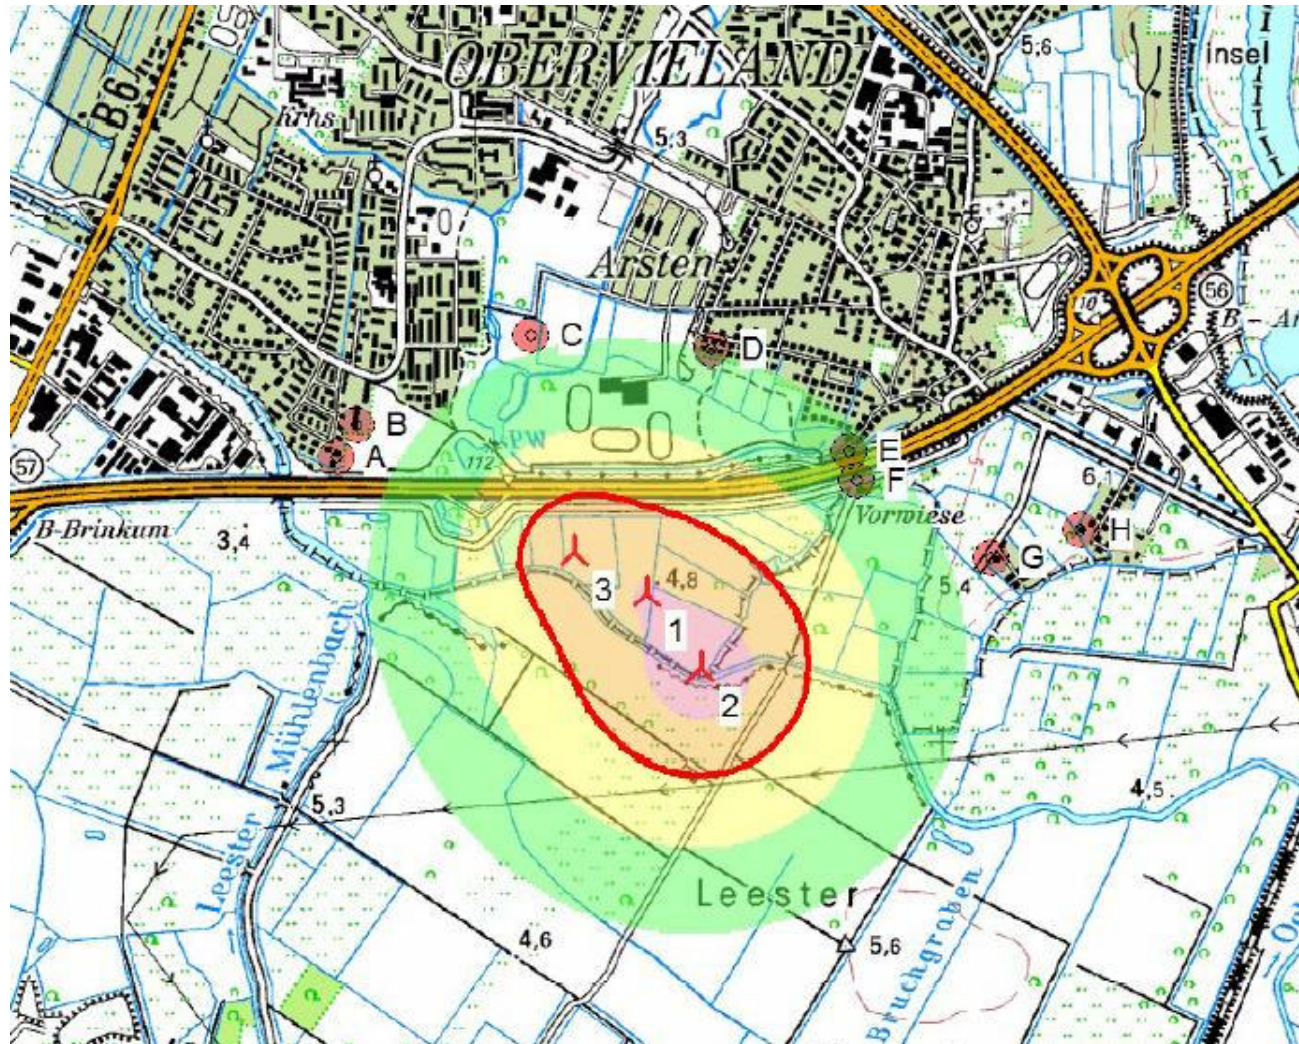 OBERVIELAND
B6
Krhs
5,6
insel
5,3
Arsten
110
56
B - Ar
C
D
B
A
E
F
PW
112
57
B-Brinkum
3,4
Vorwiese
6,1
H
G
5,4
3
4,8
1
2
Mühlenbach
Leester
5,3
4,5
Leester
4,6
5,6
Bruchgraben